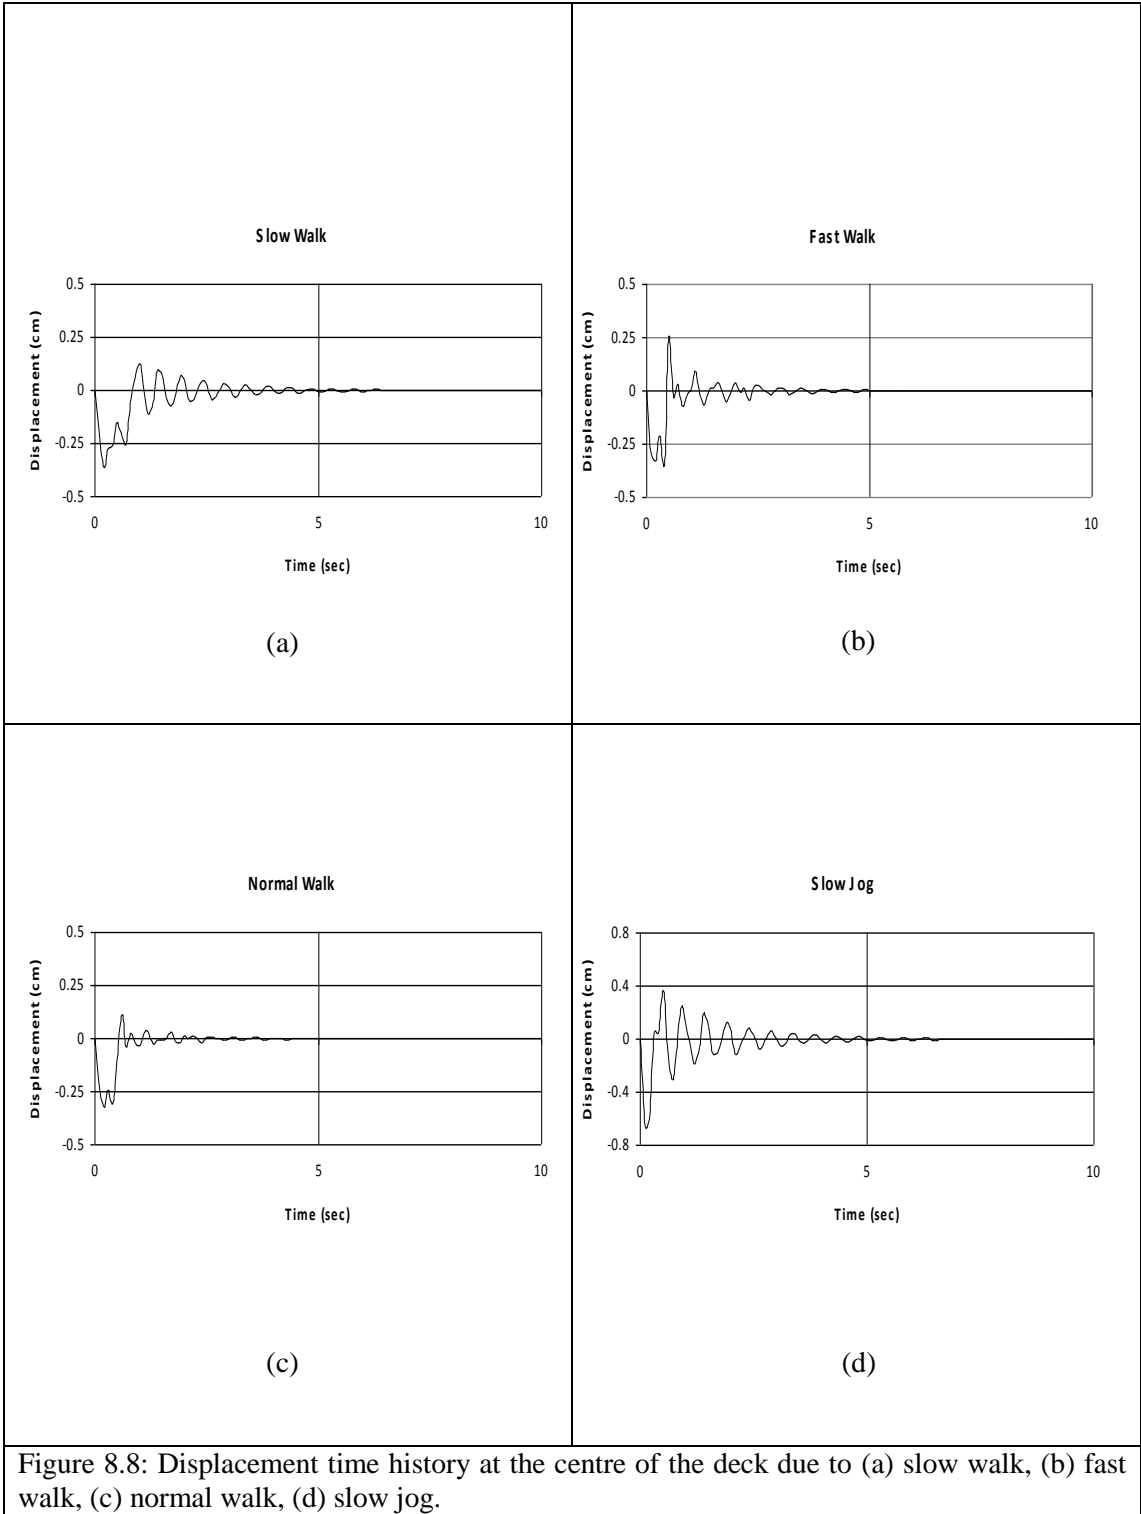 Slow Walk
Displacement (cm)
0.5
0.25
0
-0.25
-0.5
0 5 10
Time (sec)
(a)
Fast Walk
Displacement (cm)
0.5
0.25
0
-0.25
-0.5
0 5 10
Time (sec)
(b)
Normal Walk
Displacement (cm)
0.5
0.25
0
-0.25
-0.5
0 5 10
Time (sec)
(c)
Slow Jog
Displacement (cm)
0.8
0.4
0
-0.4
-0.8
0 5 10
Time (sec)
(d)
Figure 8.8: Displacement time history at the centre of the deck due to (a) slow walk, (b) fast
walk, (c) normal walk, (d) slow jog.